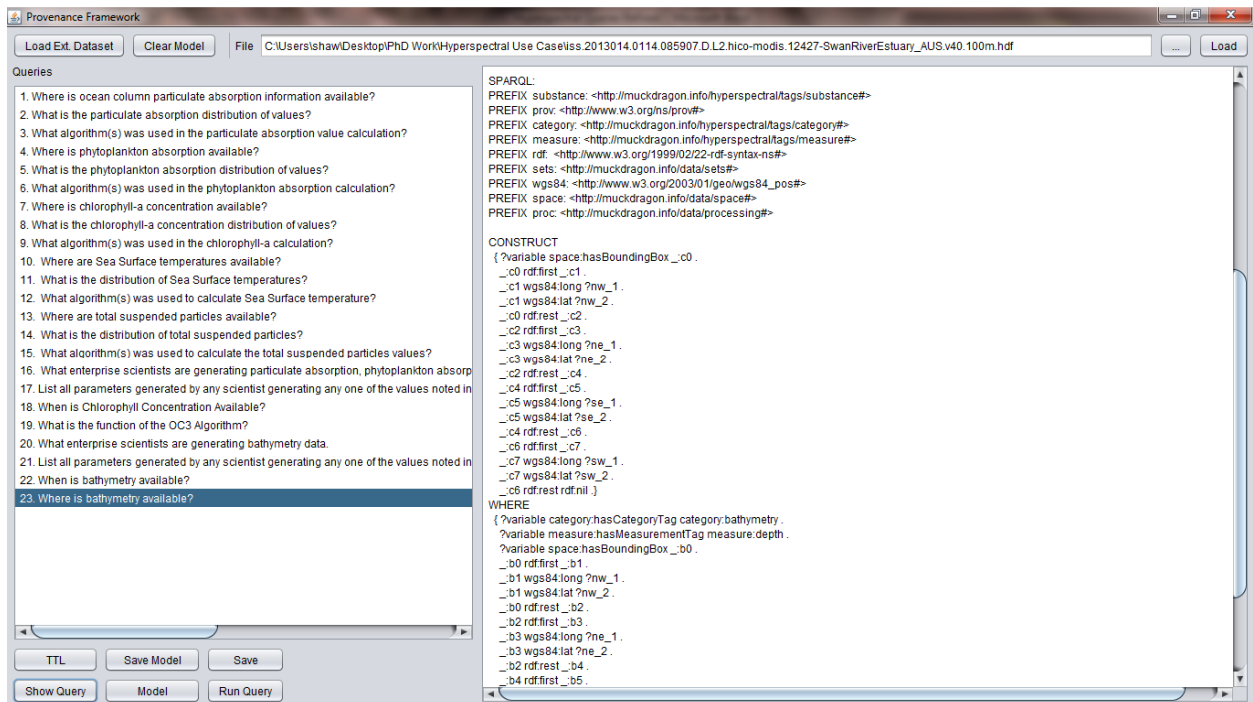 Provenance Framework
Load Ext. Dataset Clear Model File C:\Users\shaw\Desktop\PhD Work\Hyperspectral Use Case\iss.2013014.0114.085907.D.L2.hico-modis.12427-SwanRiverEstuary_AUS.v40.100m.hdf ... Load
Queries
1. Where is ocean column particulate absorption information available?
2. What is the particulate absorption distribution of values?
3. What algorithm(s) was used in the particulate absorption value calculation?
4. Where is phytoplankton absorption available?
5. What is the phytoplankton absorption distribution of values?
6. What algorithm(s) was used in the phytoplankton absorption calculation?
7. Where is chlorophyll-a concentration available?
8. What is the chlorophyll-a concentration distribution of values?
9. What algorithm(s) was used in the chlorophyll-a calculation?
10. Where are Sea Surface temperatures available?
11. What is the distribution of Sea Surface temperatures?
12. What algorithm(s) was used to calculate Sea Surface temperature?
13. Where are total suspended particles available?
14. What is the distribution of total suspended particles?
15. What algorithm(s) was used to calculate the total suspended particles values?
16. What enterprise scientists are generating particulate absorption, phytoplankton absorp
17. List all parameters generated by any scientist generating any one of the values noted in
18. When is Chlorophyll Concentration Available?
19. What is the function of the OC3 Algorithm?
20. What enterprise scientists are generating bathymetry data.
21. List all parameters generated by any scientist generating any one of the values noted in
22. When is bathymetry available?
23. Where is bathymetry available?
TTL Save Model Save
Show Query Model Run Query
SPARQL:
PREFIX substance: <http://muckdragon.info/hyperspectral/tags/substance#>
PREFIX prov: <http://www.w3.org/ns/prov#>
PREFIX category: <http://muckdragon.info/hyperspectral/tags/category#>
PREFIX measure: <http://muckdragon.info/hyperspectral/tags/measure#>
PREFIX rdf: <http://www.w3.org/1999/02/22-rdf-syntax-ns#>
PREFIX sets: <http://muckdragon.info/data/sets#>
PREFIX wgs84: <http://www.w3.org/2003/01/geo/wgs84_pos#>
PREFIX space: <http://muckdragon.info/data/space#>
PREFIX proc: <http://muckdragon.info/data/processing#>
CONSTRUCT
{ ?variable space:hasBoundingBox _:c0 .
_:c0 rdf:first _:c1 .
_:c1 wgs84:long ?nw_1 .
_:c1 wgs84:lat ?nw_2 .
_:c0 rdf:rest _:c2 .
_:c2 rdf:first _:c3 .
_:c3 wgs84:long ?ne_1 .
_:c3 wgs84:lat ?ne_2 .
_:c2 rdf:rest _:c4 .
_:c4 rdf:first _:c5 .
_:c5 wgs84:long ?se_1 .
_:c5 wgs84:lat ?se_2 .
_:c4 rdf:rest _:c6 .
_:c6 rdf:first _:c7 .
_:c7 wgs84:long ?sw_1 .
_:c7 wgs84:lat ?sw_2 .
_:c6 rdf:rest rdf:nil .}
WHERE
{ ?variable category:hasCategoryTag category:bathymetry .
?variable measure:hasMeasurementTag measure:depth .
?variable space:hasBoundingBox _:b0 .
_:b0 rdf:first _:b1 .
_:b1 wgs84:long ?nw_1 .
_:b1 wgs84:lat ?nw_2 .
_:b0 rdf:rest _:b2 .
_:b2 rdf:first _:b3 .
_:b3 wgs84:long ?ne_1 .
_:b3 wgs84:lat ?ne_2 .
_:b2 rdf:rest _:b4 .
_:b4 rdf:first _:b5 .